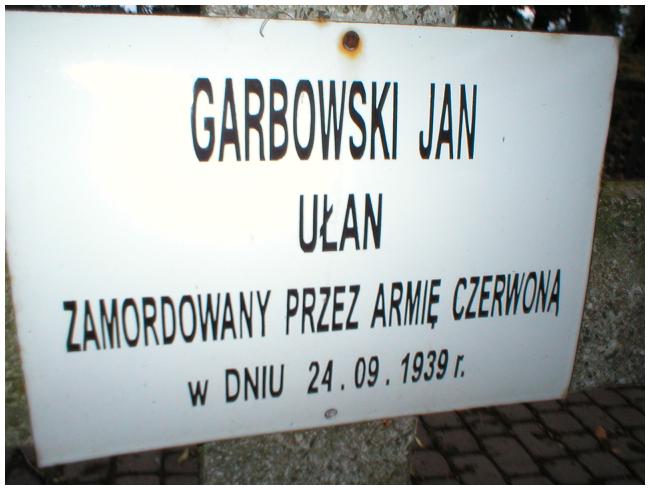 GARBOWSKI JAN
UŁAN
ZAMORDOWANY PRZEZ ARMIĘ CZERWONĄ
w DNIU 24.09.1939 r.